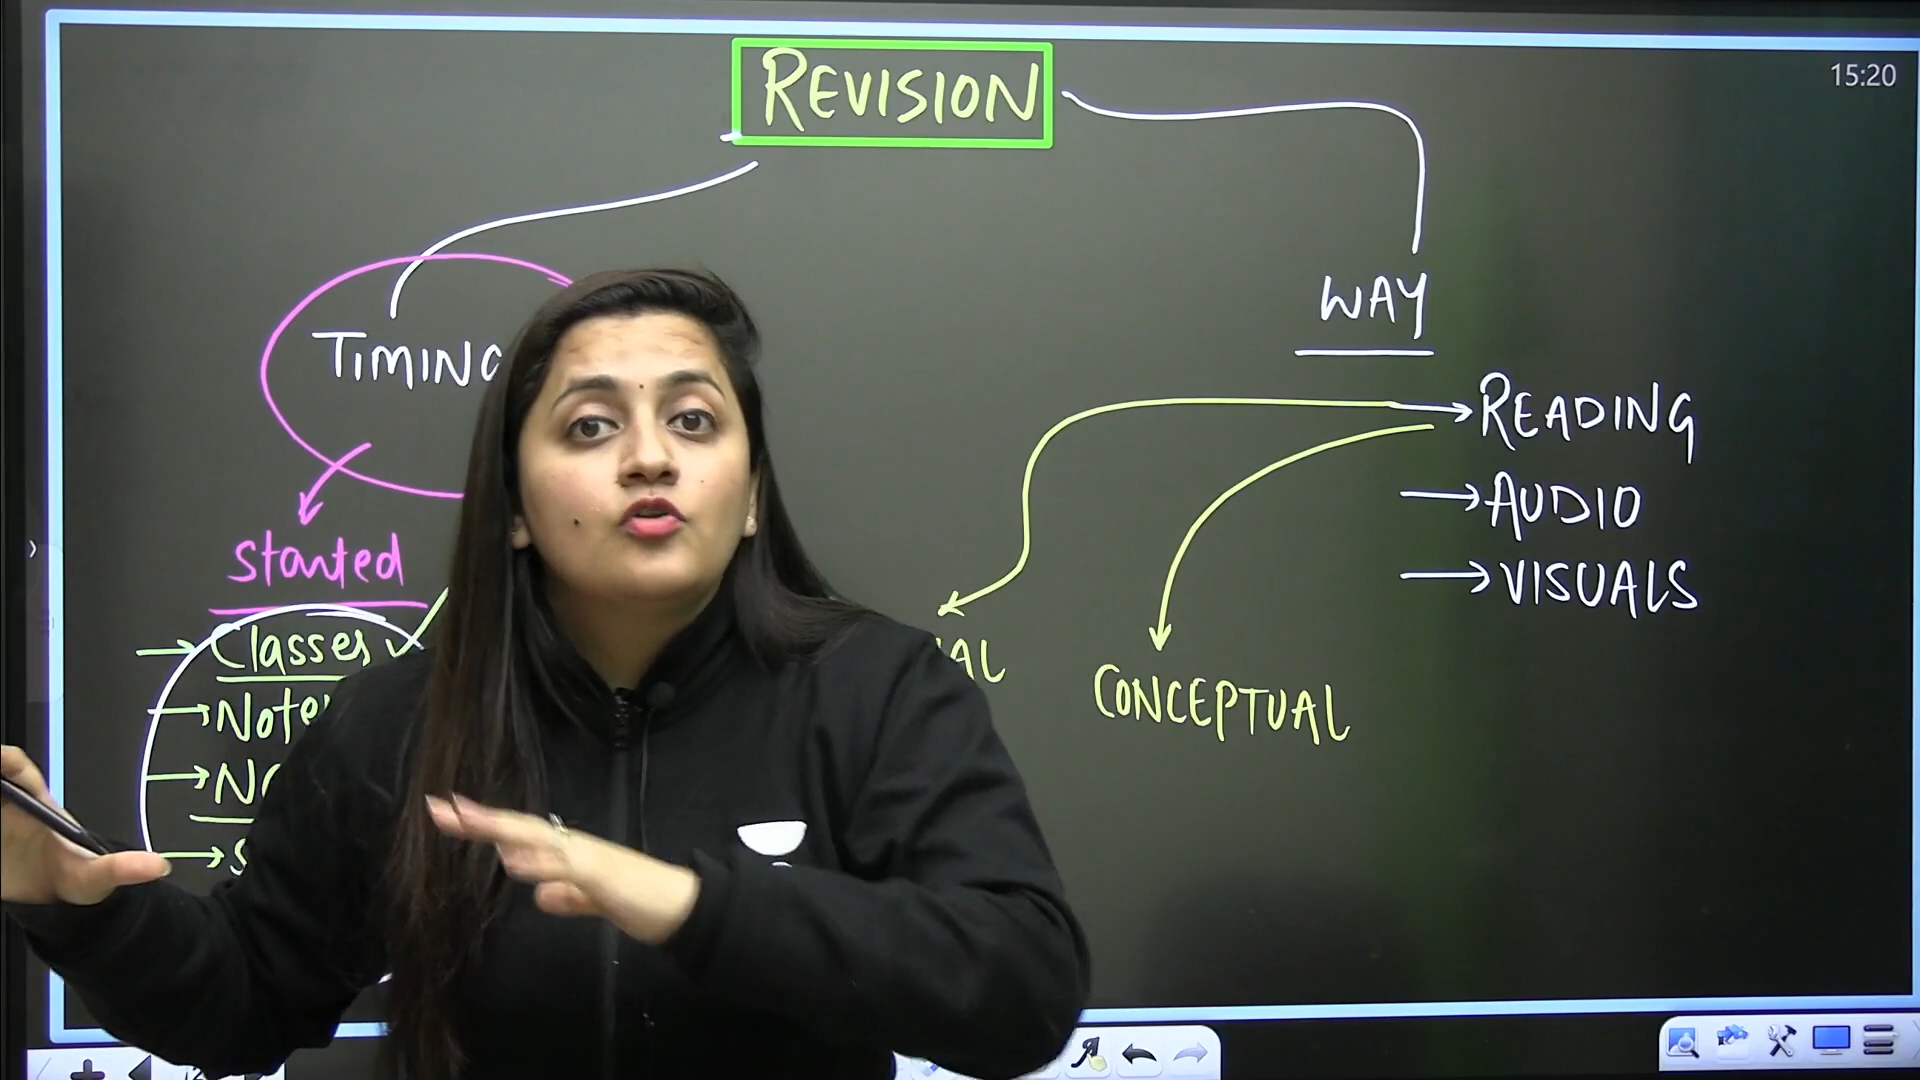 REVISION
15:20
WAY
TIMING
READING
AUDIO
started
VISUALS
Classes
CONCEPTUAL